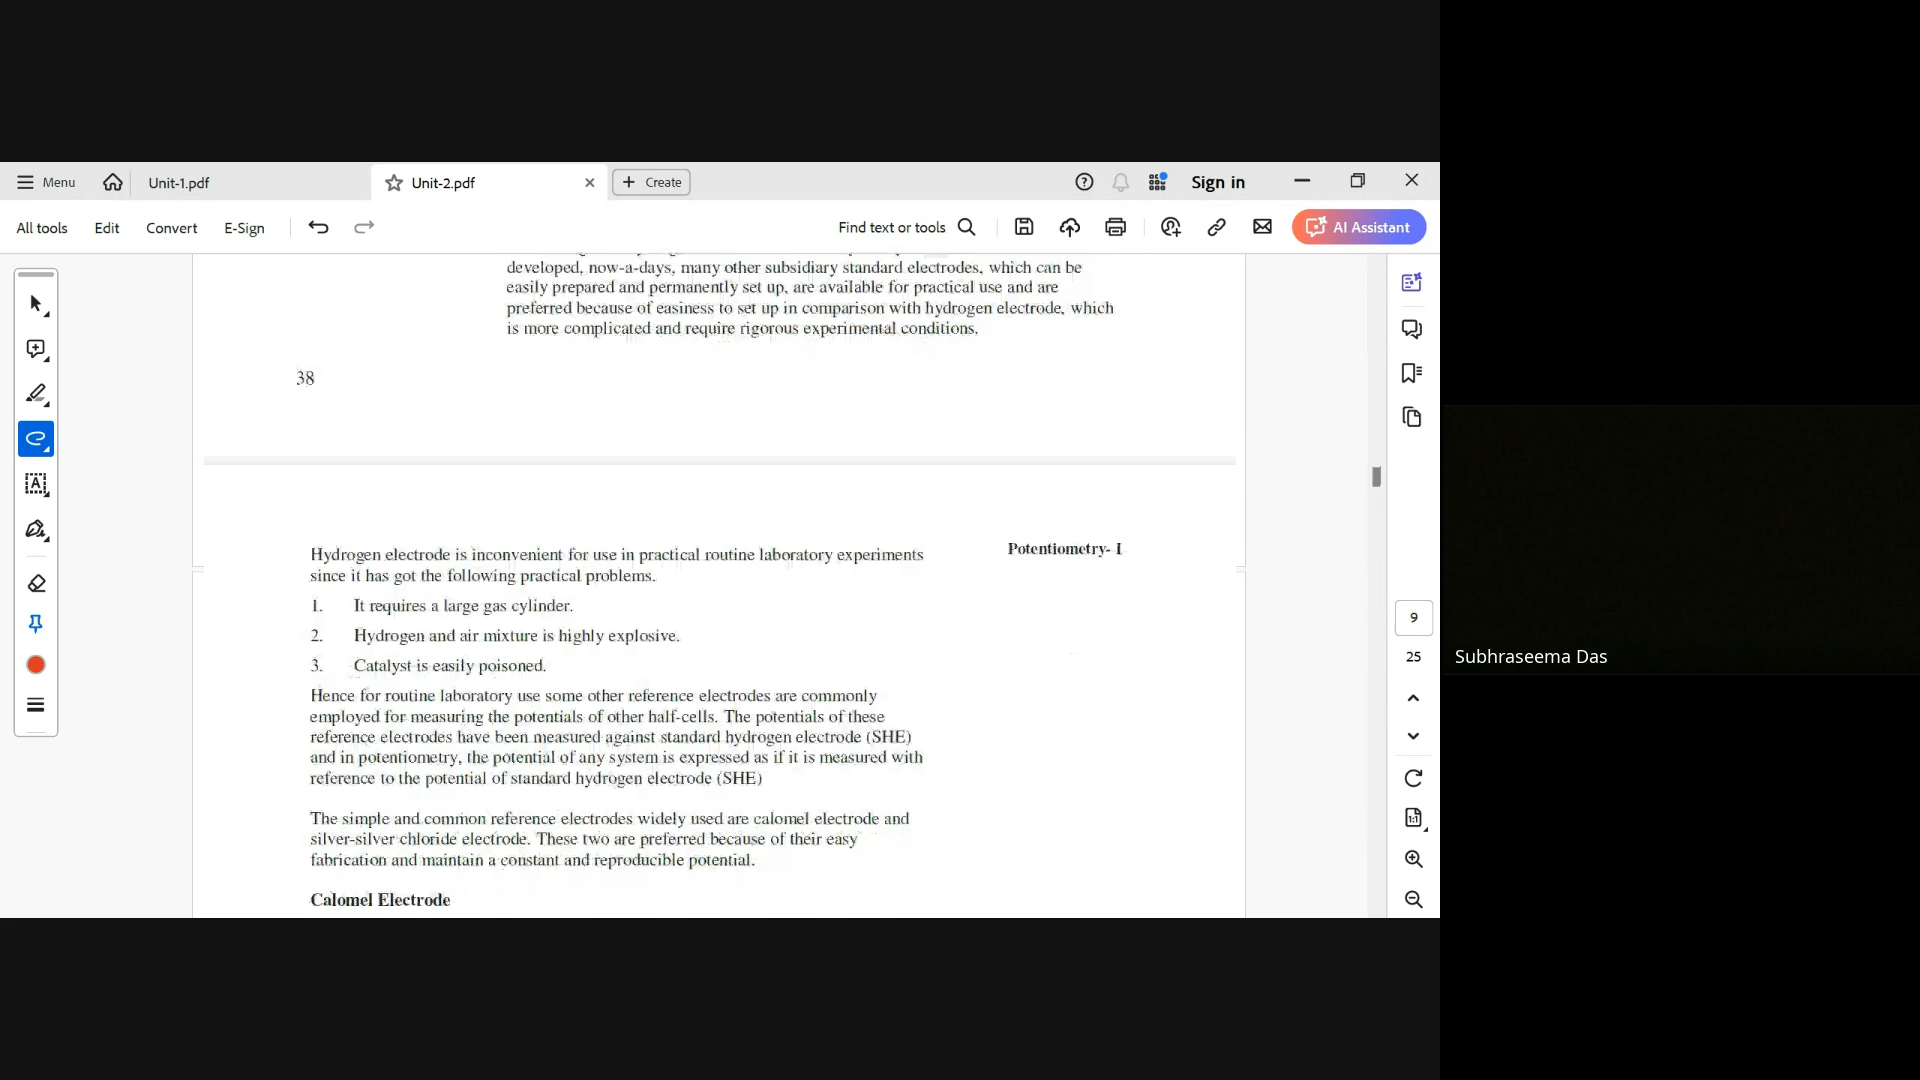 Menu
Unit-1.pdf
Unit-2.pdf
Create
Sign in
All tools
Edit
Convert
E-Sign
Find text or tools
AI Assistant
developed, now-a-days, many other subsidiary standard electrodes, which can be
easily prepared and permanently set up, are available for practical use and are
preferred because of easiness to set up in comparison with hydrogen electrode, which
is more complicated and require rigorous experimental conditions.
38
Potentiometry- I
Hydrogen electrode is inconvenient for use in practical routine laboratory experiments
since it has got the following practical problems.
1. It requires a large gas cylinder.
2. Hydrogen and air mixture is highly explosive.
3. Catalyst is easily poisoned.
Hence for routine laboratory use some other reference electrodes are commonly
employed for measuring the potentials of other half-cells. The potentials of these
reference electrodes have been measured against standard hydrogen electrode (SHE)
and in potentiometry, the potential of any system is expressed as if it is measured with
reference to the potential of standard hydrogen electrode (SHE)
The simple and common reference electrodes widely used are calomel electrode and
silver-silver chloride electrode. These two are preferred because of their easy
fabrication and maintain a constant and reproducible potential.
Calomel Electrode
9
25
Subhraseema Das